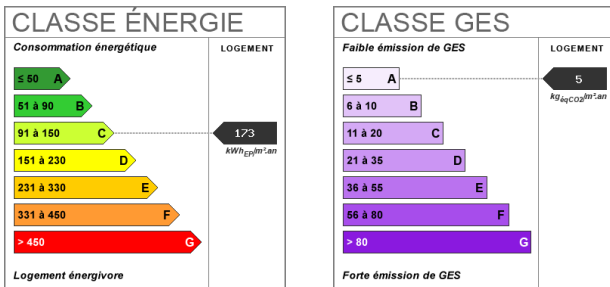 CLASSE ÉNERGIE
Consommation énergétique LOGEMENT
≤ 50 A
51 à 90 B
91 à 150 C 173
kWhEP/m².an
151 à 230 D
231 à 330 E
331 à 450 F
> 450 G
Logement énergivore
CLASSE GES
Faible émission de GES LOGEMENT
≤ 5 A 5
kgéqCO2/m².an
6 à 10 B
11 à 20 C
21 à 35 D
36 à 55 E
56 à 80 F
> 80 G
Forte émission de GES